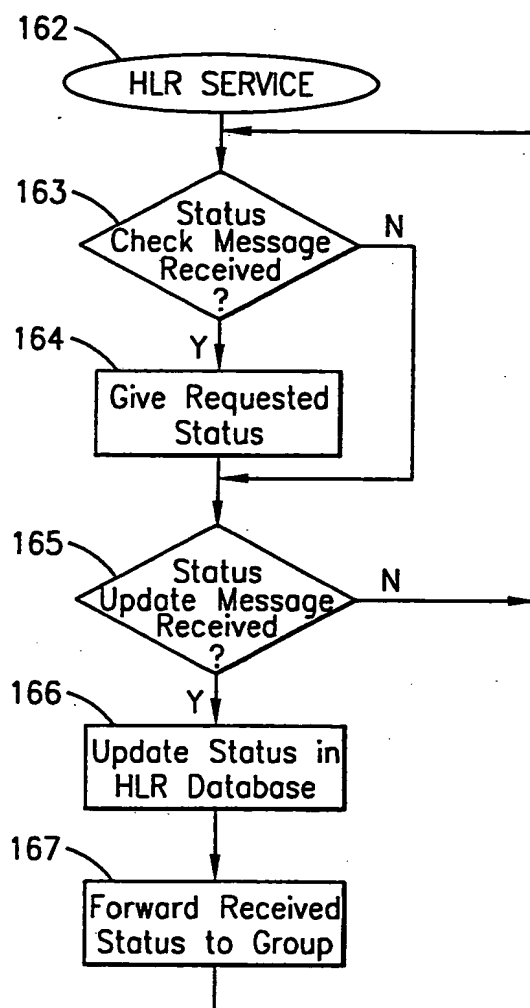 162
HLR SERVICE
163
Status
Check Message
Received
?
N
Y
164
Give Requested
Status
165
Status
Update Message
Received
?
N
Y
166
Update Status in
HLR Database
167
Forward Received
Status to Group